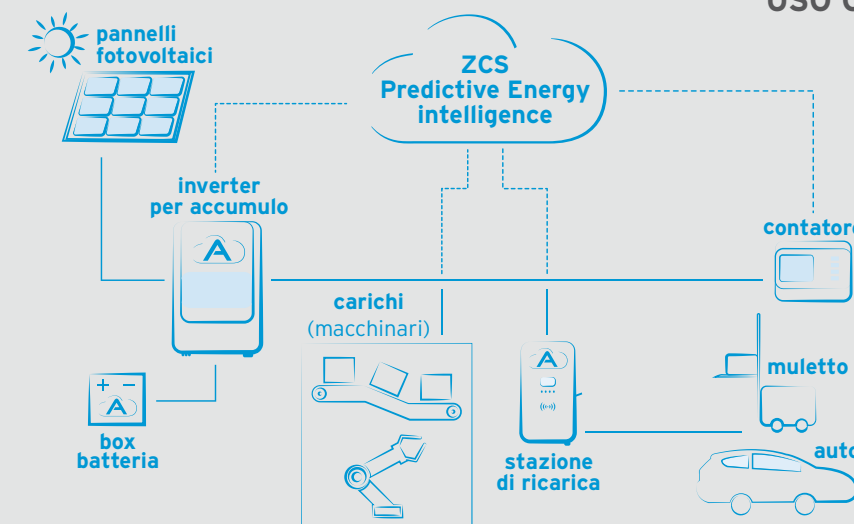 uso
pannelli
fotovoltaici
ZCS
Predictive Energy
intelligence
inverter
per accumulo
contatore
carichi
(macchinari)
muletto
box
batteria
stazione
di ricarica
auto
A
A
A
+ −